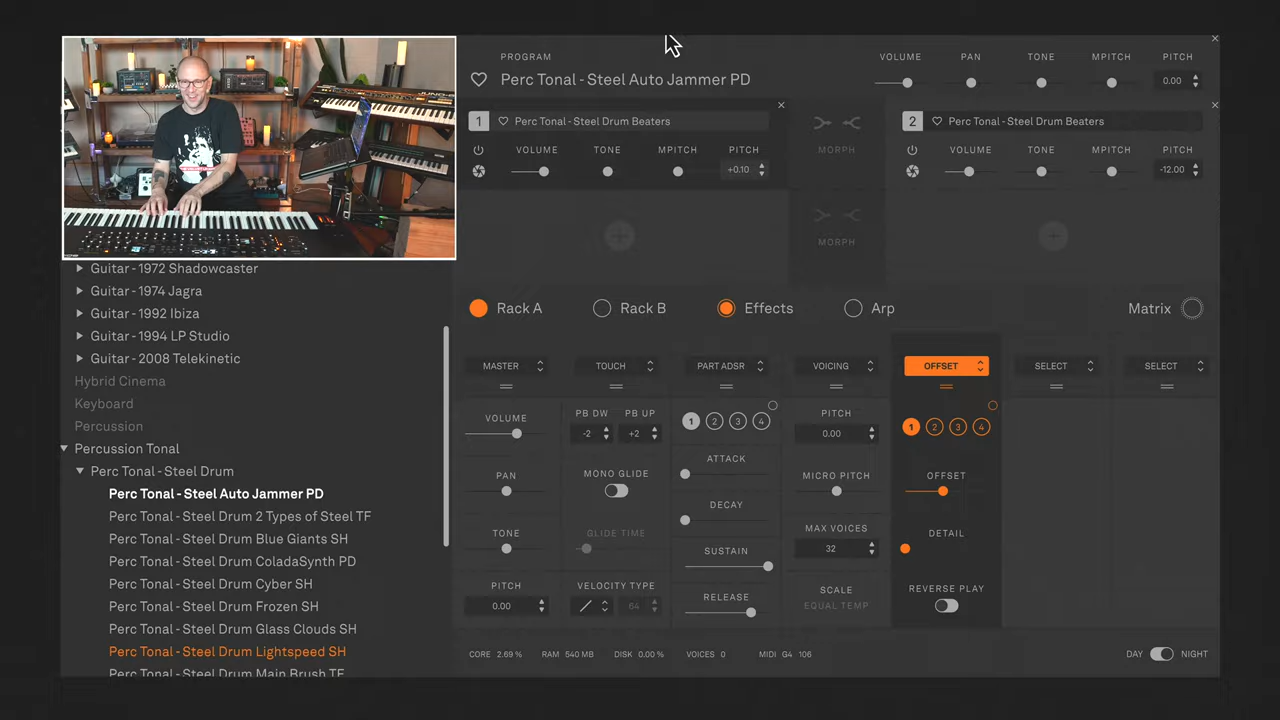 PROGRAM
Perc Tonal - Steel Auto Jammer PD
VOLUME PAN TONE MPITCH PITCH
0.00
1 Perc Tonal - Steel Drum Beaters
VOLUME TONE MPITCH PITCH
+0.10
MORPH
MORPH
2 Perc Tonal - Steel Drum Beaters
VOLUME TONE MPITCH PITCH
-12.00
Guitar - 1972 Shadowcaster
Guitar - 1974 Jagra
Guitar - 1992 Ibiza
Guitar - 1994 LP Studio
Guitar - 2008 Telekinetic
Hybrid Cinema
Keyboard
Percussion
Percussion Tonal
Perc Tonal - Steel Drum
Perc Tonal - Steel Auto Jammer PD
Perc Tonal - Steel Drum 2 Types of Steel TF
Perc Tonal - Steel Drum Blue Giants SH
Perc Tonal - Steel Drum ColadaSynth PD
Perc Tonal - Steel Drum Cyber SH
Perc Tonal - Steel Drum Frozen SH
Perc Tonal - Steel Drum Glass Clouds SH
Perc Tonal - Steel Drum Lightspeed SH
Perc Tonal - Steel Drum Main Brush TF
Rack A Rack B Effects Arp Matrix
MASTER TOUCH PART ADSR VOICING OFFSET SELECT SELECT
VOLUME
PAN
TONE
PITCH
0.00
PB DW PB UP
-2 +2
MONO GLIDE
GLIDE TIME
VELOCITY TYPE
64
1 2 3 4
ATTACK
DECAY
SUSTAIN
RELEASE
PITCH
0.00
MICRO PITCH
MAX VOICES
32
SCALE
EQUAL TEMP
1 2 3 4
OFFSET
DETAIL
REVERSE PLAY
CORE 2.69 % RAM 540 MB DISK 0.00 % VOICES 0 MIDI G4 106
DAY NIGHT